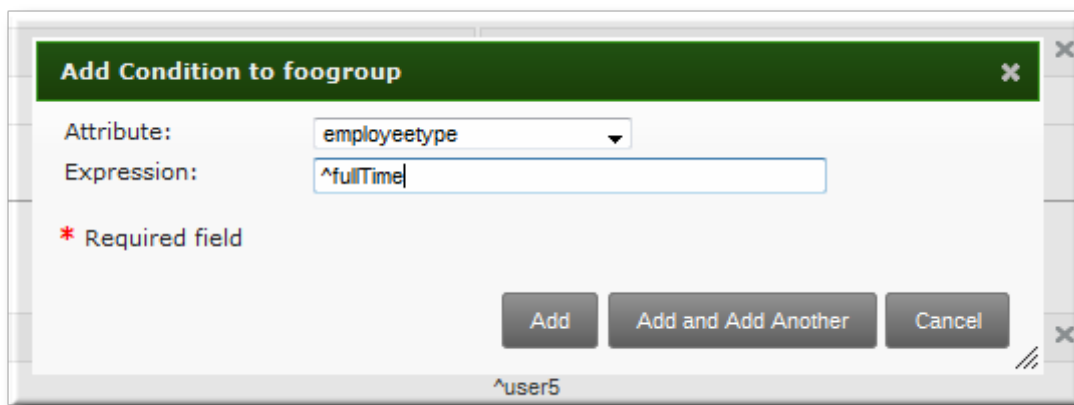 Add Condition to foogroup
Attribute: employeetype
Expression: ^fullTime
* Required field
Add Add and Add Another Cancel
^user5